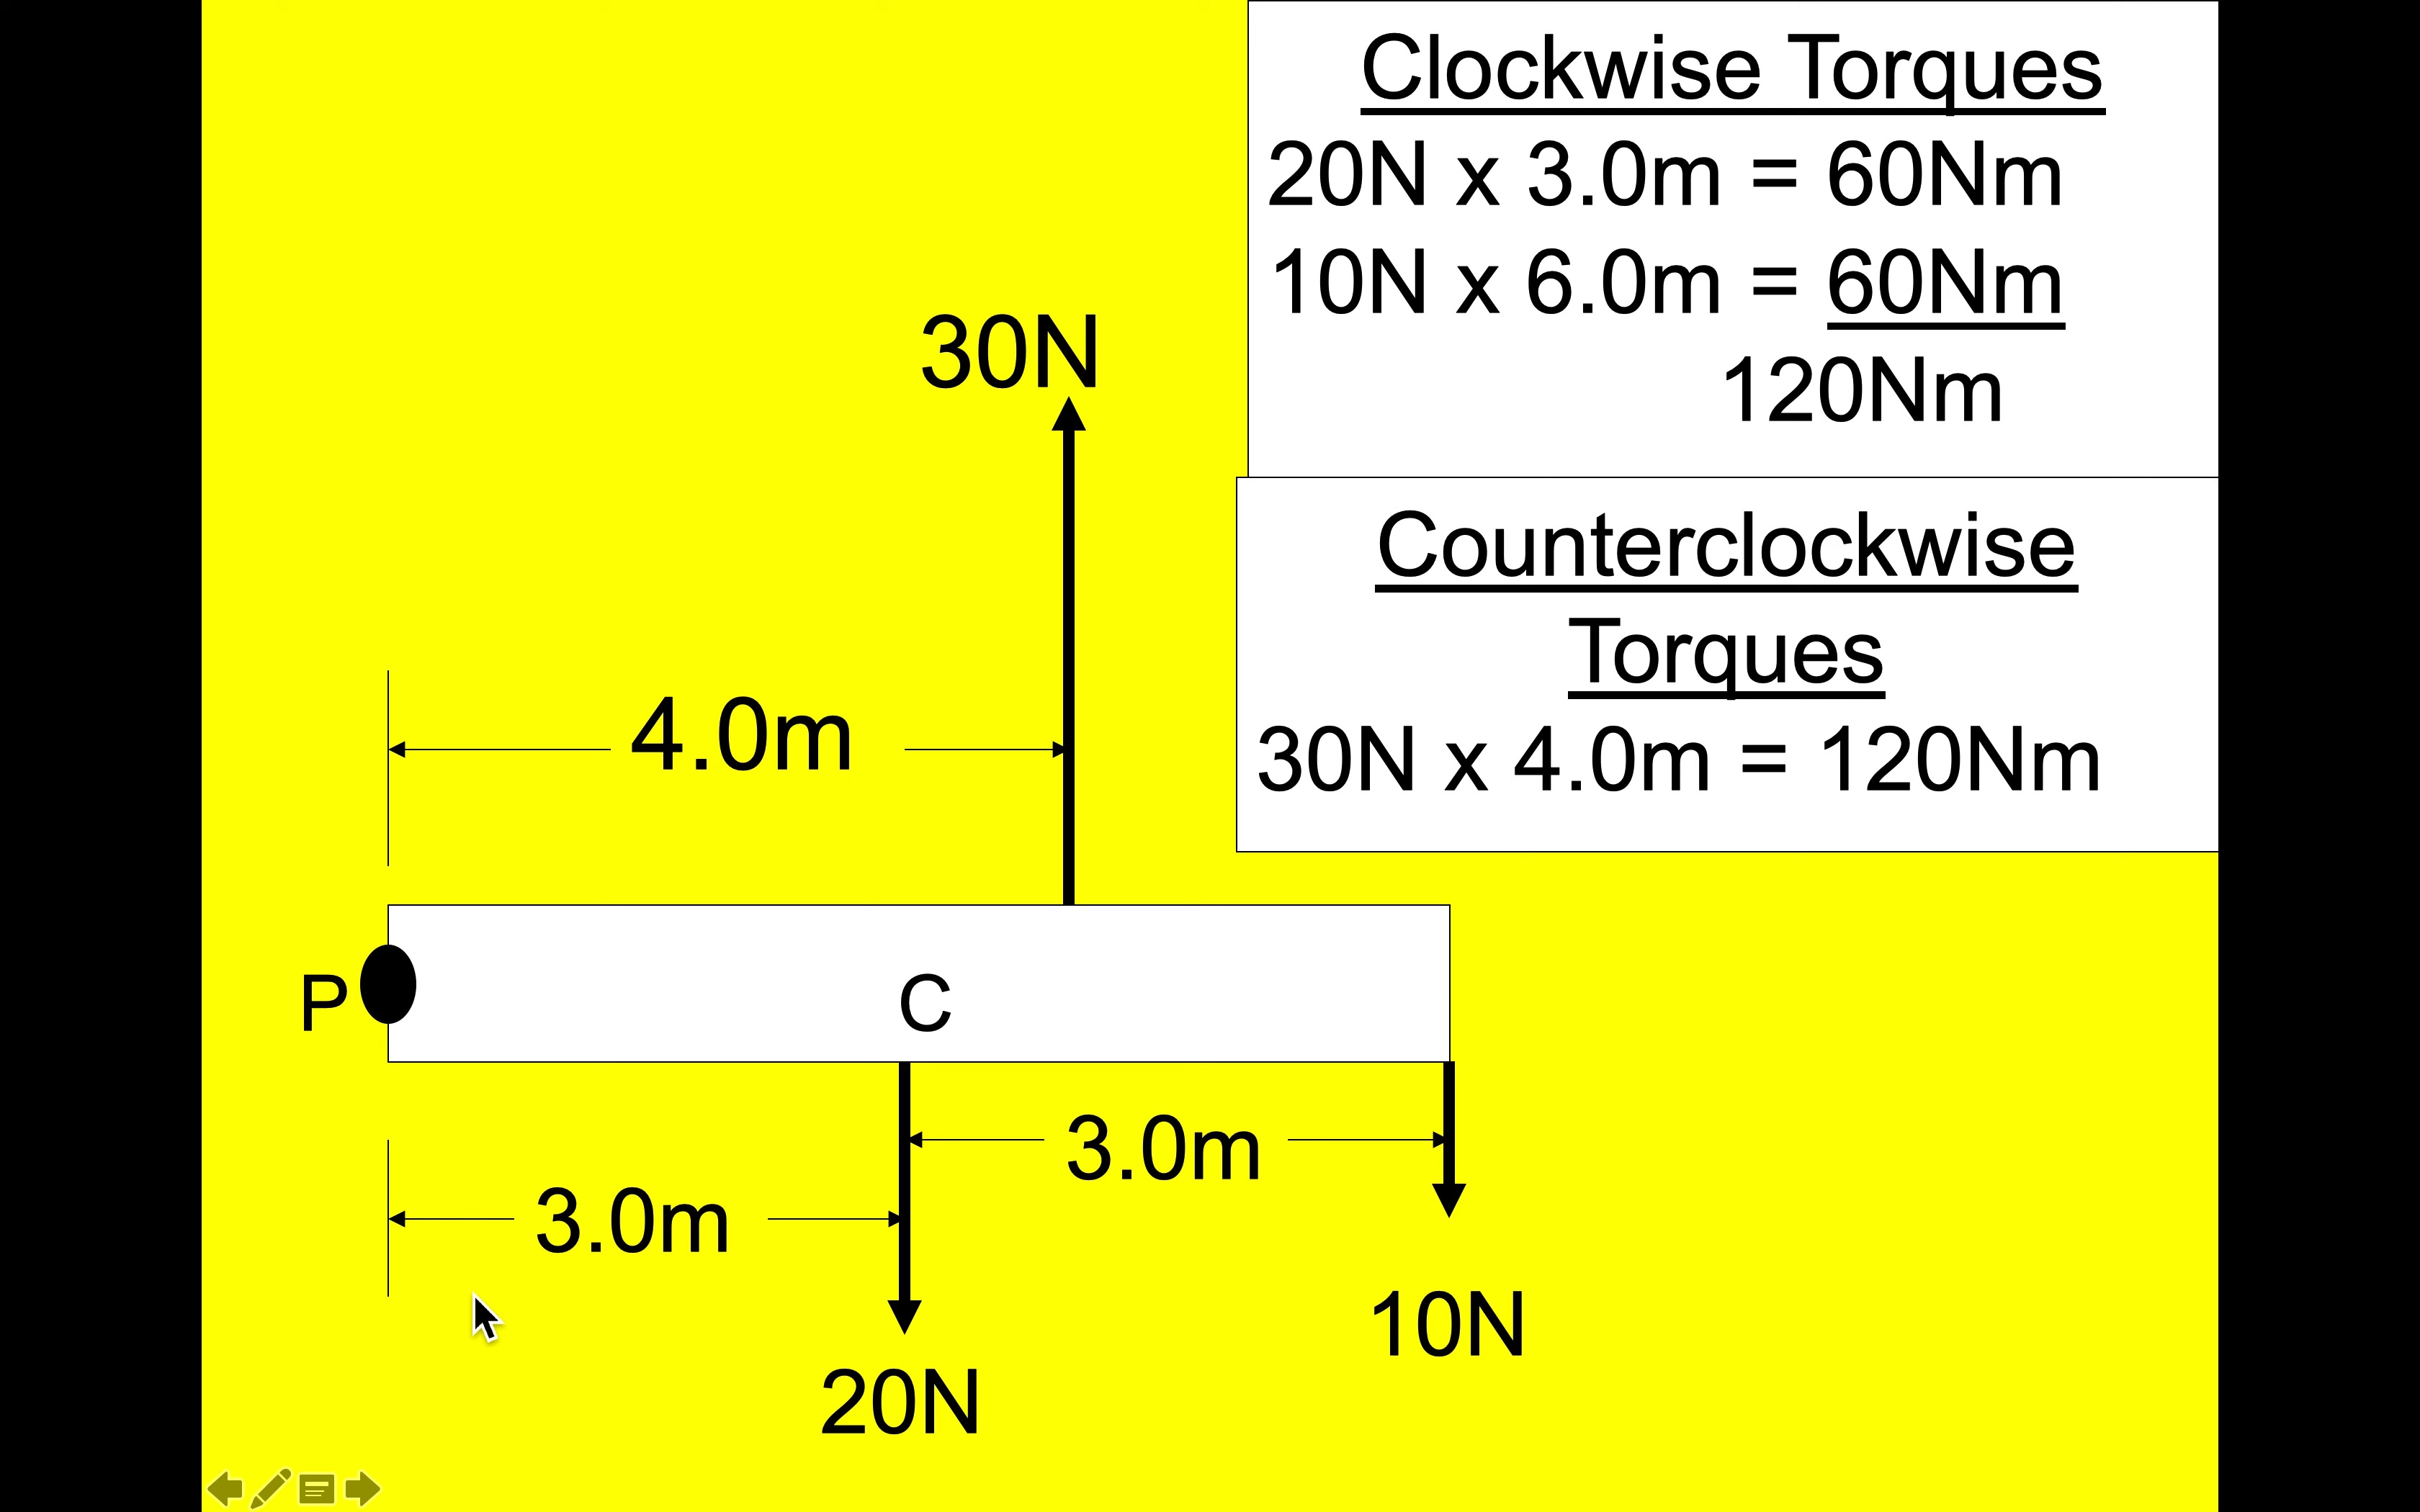 Clockwise Torques
20N x 3.0m = 60Nm
10N x 6.0m = 60Nm
120Nm
Counterclockwise
Torques
30N x 4.0m = 120Nm
30N
4.0m
P
C
3.0m
3.0m
10N
20N